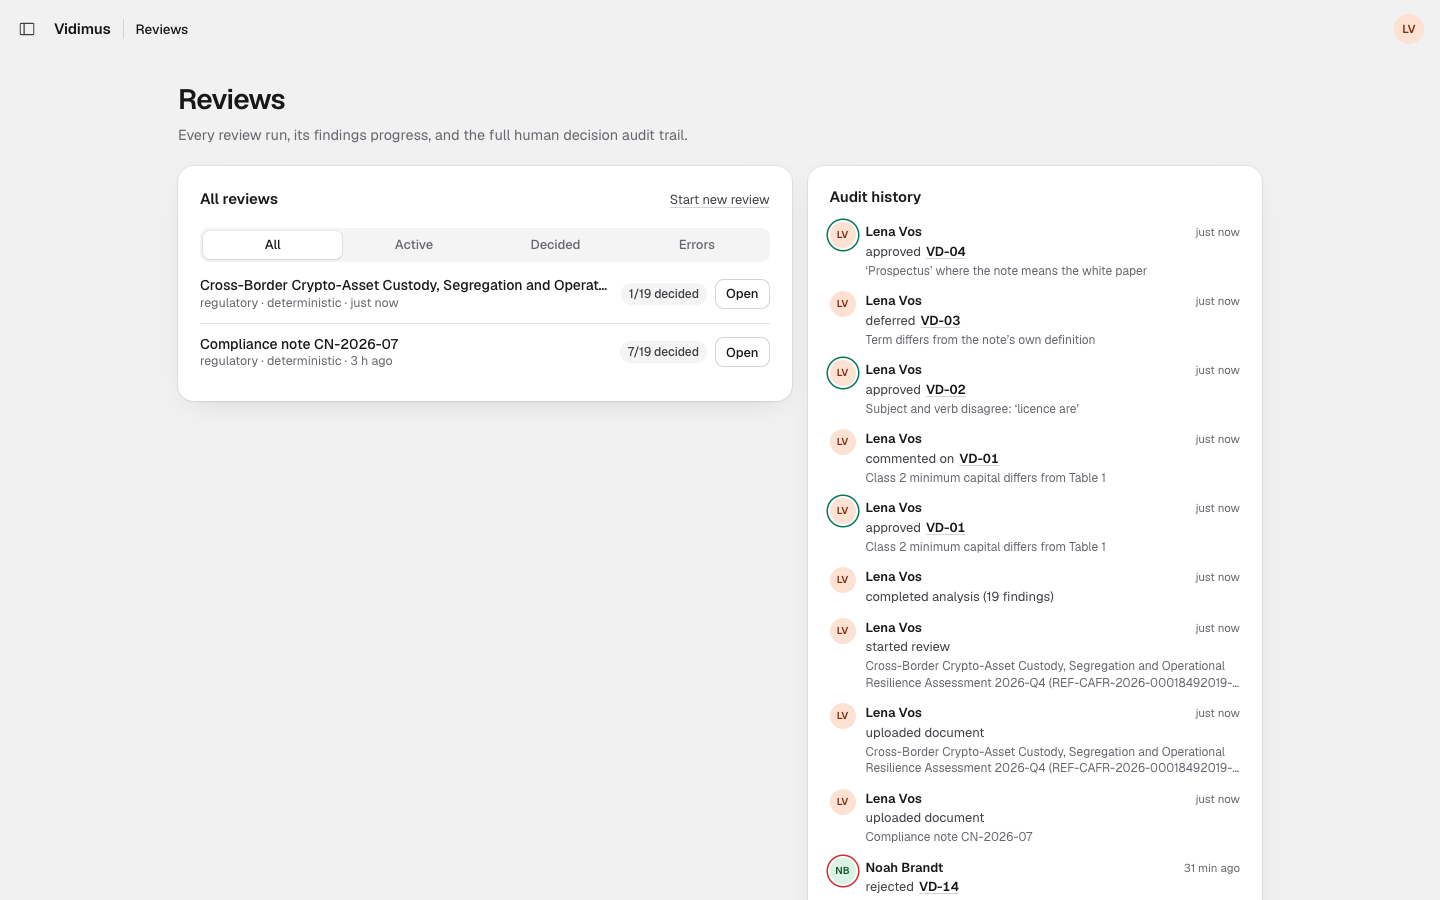 Vidimus
Reviews
LV
Reviews
Every review run, its findings progress, and the full human decision audit trail.
All reviews
Start new review
All
Active
Decided
Errors
Cross-Border Crypto-Asset Custody, Segregation and Operat…
regulatory · deterministic · just now
1/19 decided
Open
Compliance note CN-2026-07
regulatory · deterministic · 3 h ago
7/19 decided
Open
Audit history
LV
Lena Vos
just now
approved VD-04
‘Prospectus’ where the note means the white paper
LV
Lena Vos
just now
deferred VD-03
Term differs from the note’s own definition
LV
Lena Vos
just now
approved VD-02
Subject and verb disagree: ‘licence are’
LV
Lena Vos
just now
commented on VD-01
Class 2 minimum capital differs from Table 1
LV
Lena Vos
just now
approved VD-01
Class 2 minimum capital differs from Table 1
LV
Lena Vos
just now
completed analysis (19 findings)
LV
Lena Vos
just now
started review
Cross-Border Crypto-Asset Custody, Segregation and Operational
Resilience Assessment 2026-Q4 (REF-CAFR-2026-00018492019-…
LV
Lena Vos
just now
uploaded document
Cross-Border Crypto-Asset Custody, Segregation and Operational
Resilience Assessment 2026-Q4 (REF-CAFR-2026-00018492019-…
LV
Lena Vos
just now
uploaded document
Compliance note CN-2026-07
NB
Noah Brandt
31 min ago
rejected VD-14